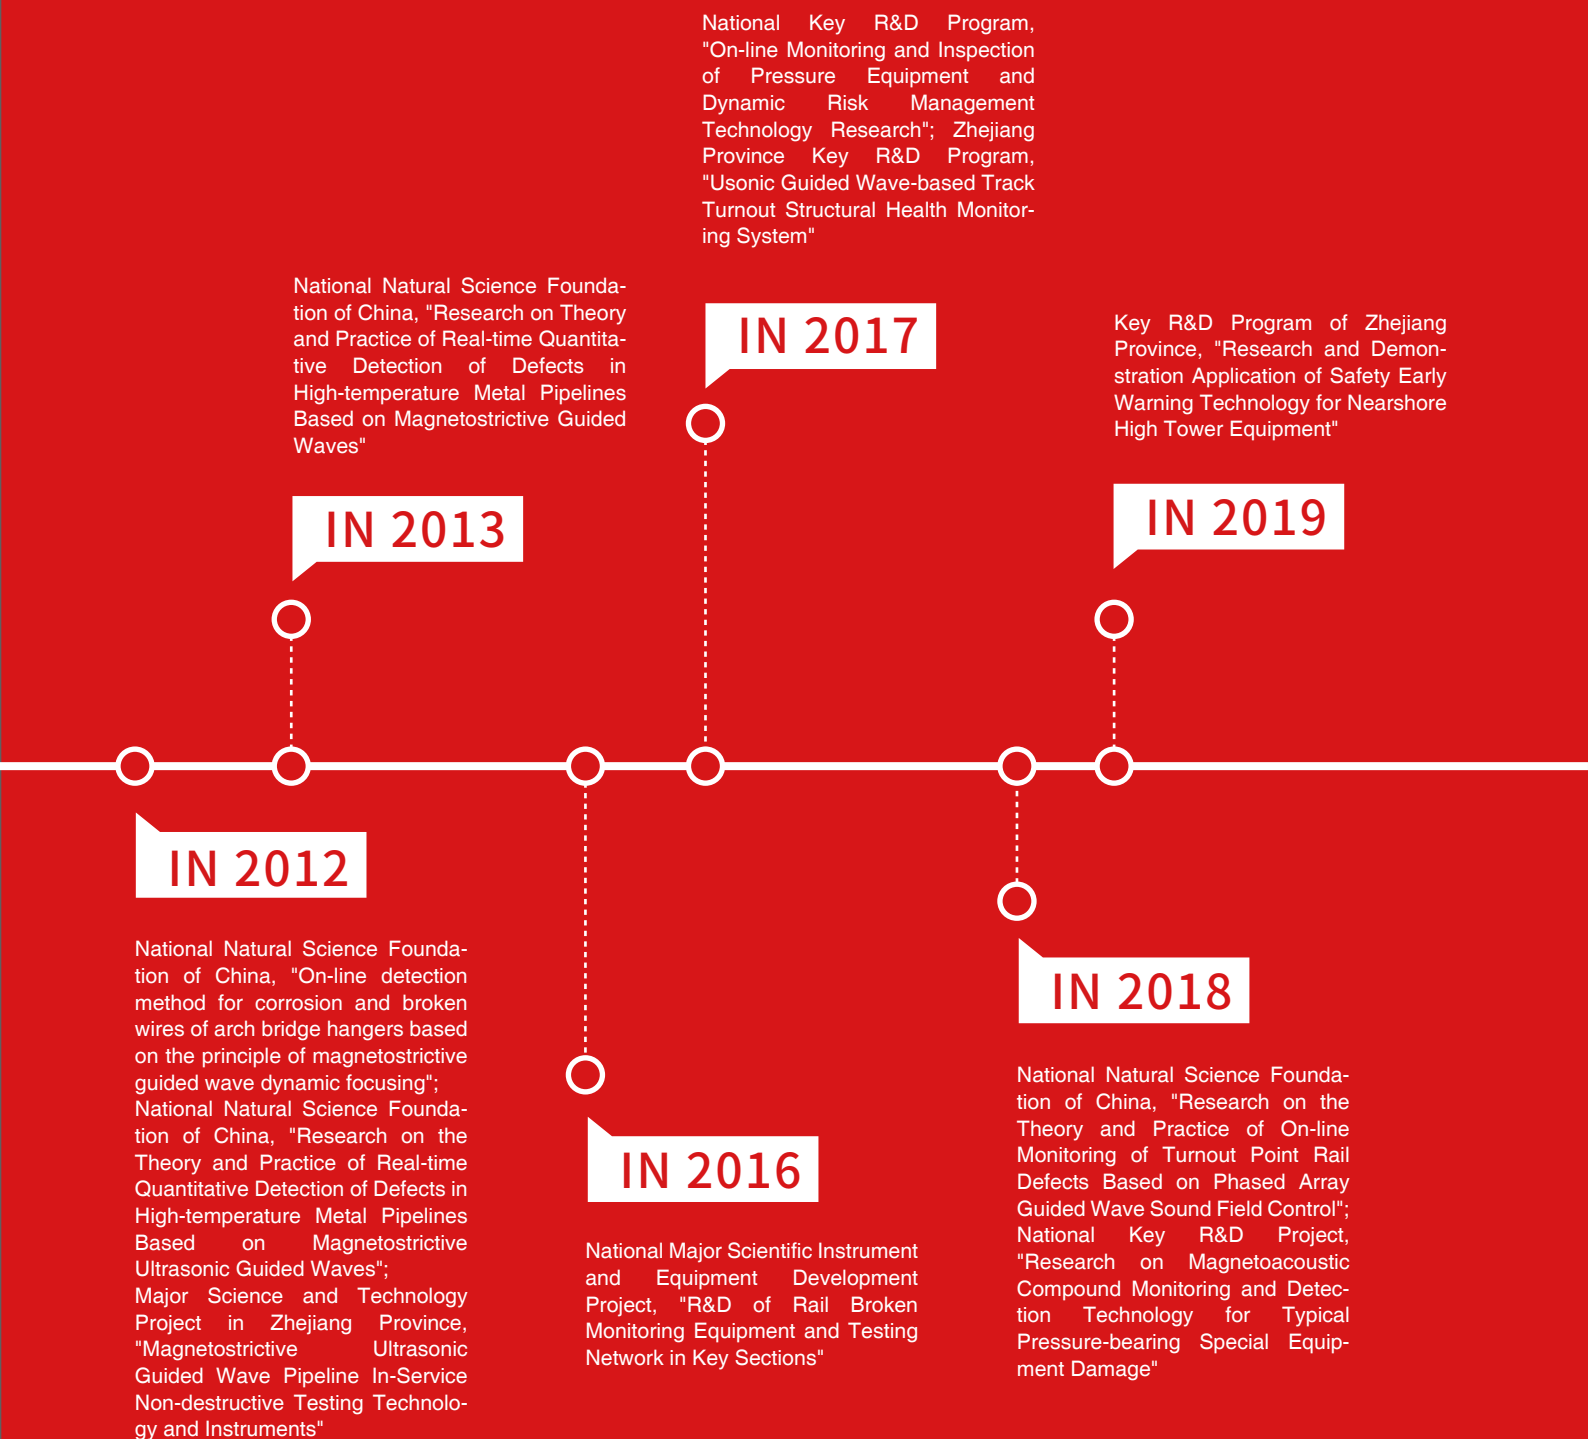 National Key R&D Program,
"On-line Monitoring and Inspection
of Pressure Equipment and
Dynamic Risk Management
Technology Research"; Zhejiang
Province Key R&D Program,
"Usonic Guided Wave-based Track
Turnout Structural Health Monitor-
ing System"
IN 2017
National Natural Science Founda-
tion of China, "Research on Theory
and Practice of Real-time Quantita-
tive Detection of Defects in
High-temperature Metal Pipelines
Based on Magnetostrictive Guided
Waves"
IN 2013
Key R&D Program of Zhejiang
Province, "Research and Demon-
stration Application of Safety Early
Warning Technology for Nearshore
High Tower Equipment"
IN 2019
IN 2012
National Natural Science Founda-
tion of China, "On-line detection
method for corrosion and broken
wires of arch bridge hangers based
on the principle of magnetostrictive
guided wave dynamic focusing";
National Natural Science Founda-
tion of China, "Research on the
Theory and Practice of Real-time
Quantitative Detection of Defects in
High-temperature Metal Pipelines
Based on Magnetostrictive
Ultrasonic Guided Waves";
Major Science and Technology
Project in Zhejiang Province,
"Magnetostrictive Ultrasonic
Guided Wave Pipeline In-Service
Non-destructive Testing Technolo-
gy and Instruments"
IN 2016
National Major Scientific Instrument
and Equipment Development
Project, "R&D of Rail Broken
Monitoring Equipment and Testing
Network in Key Sections"
IN 2018
National Natural Science Founda-
tion of China, "Research on the
Theory and Practice of On-line
Monitoring of Turnout Point Rail
Defects Based on Phased Array
Guided Wave Sound Field Control";
National Key R&D Project,
"Research on Magnetoacoustic
Compound Monitoring and Detec-
tion Technology for Typical
Pressure-bearing Special Equip-
ment Damage"